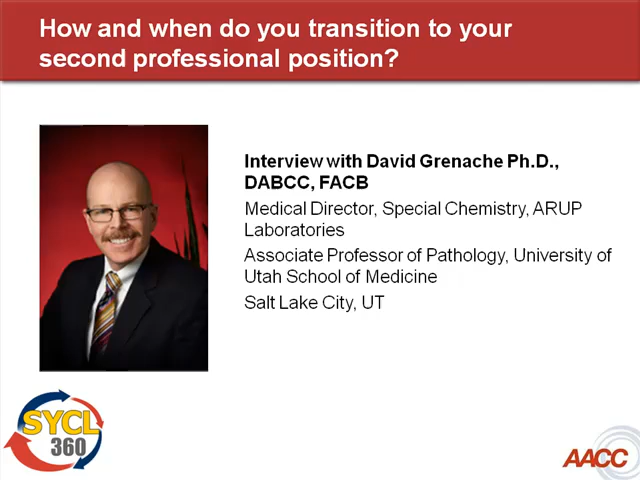 How and when do you transition to your
second professional position?
Interview with David Grenache Ph.D.,
DABCC, FACB
Medical Director, Special Chemistry, ARUP
Laboratories
Associate Professor of Pathology, University of
Utah School of Medicine
Salt Lake City, UT
SYCL
360
AACC